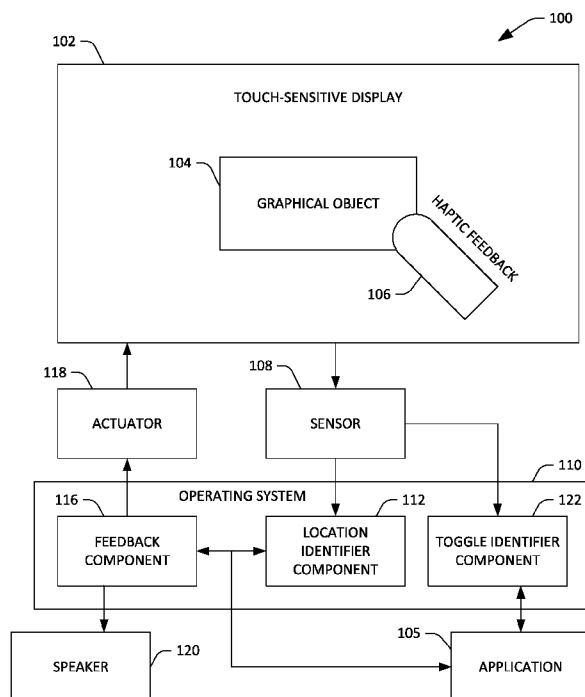 100
102
TOUCH-SENSITIVE DISPLAY
104
GRAPHICAL OBJECT
HAPTIC FEEDBACK
106
118
108
ACTUATOR
SENSOR
110
OPERATING SYSTEM
116
112
122
FEEDBACK
COMPONENT
LOCATION
IDENTIFIER
COMPONENT
TOGGLE IDENTIFIER
COMPONENT
105
SPEAKER
120
APPLICATION